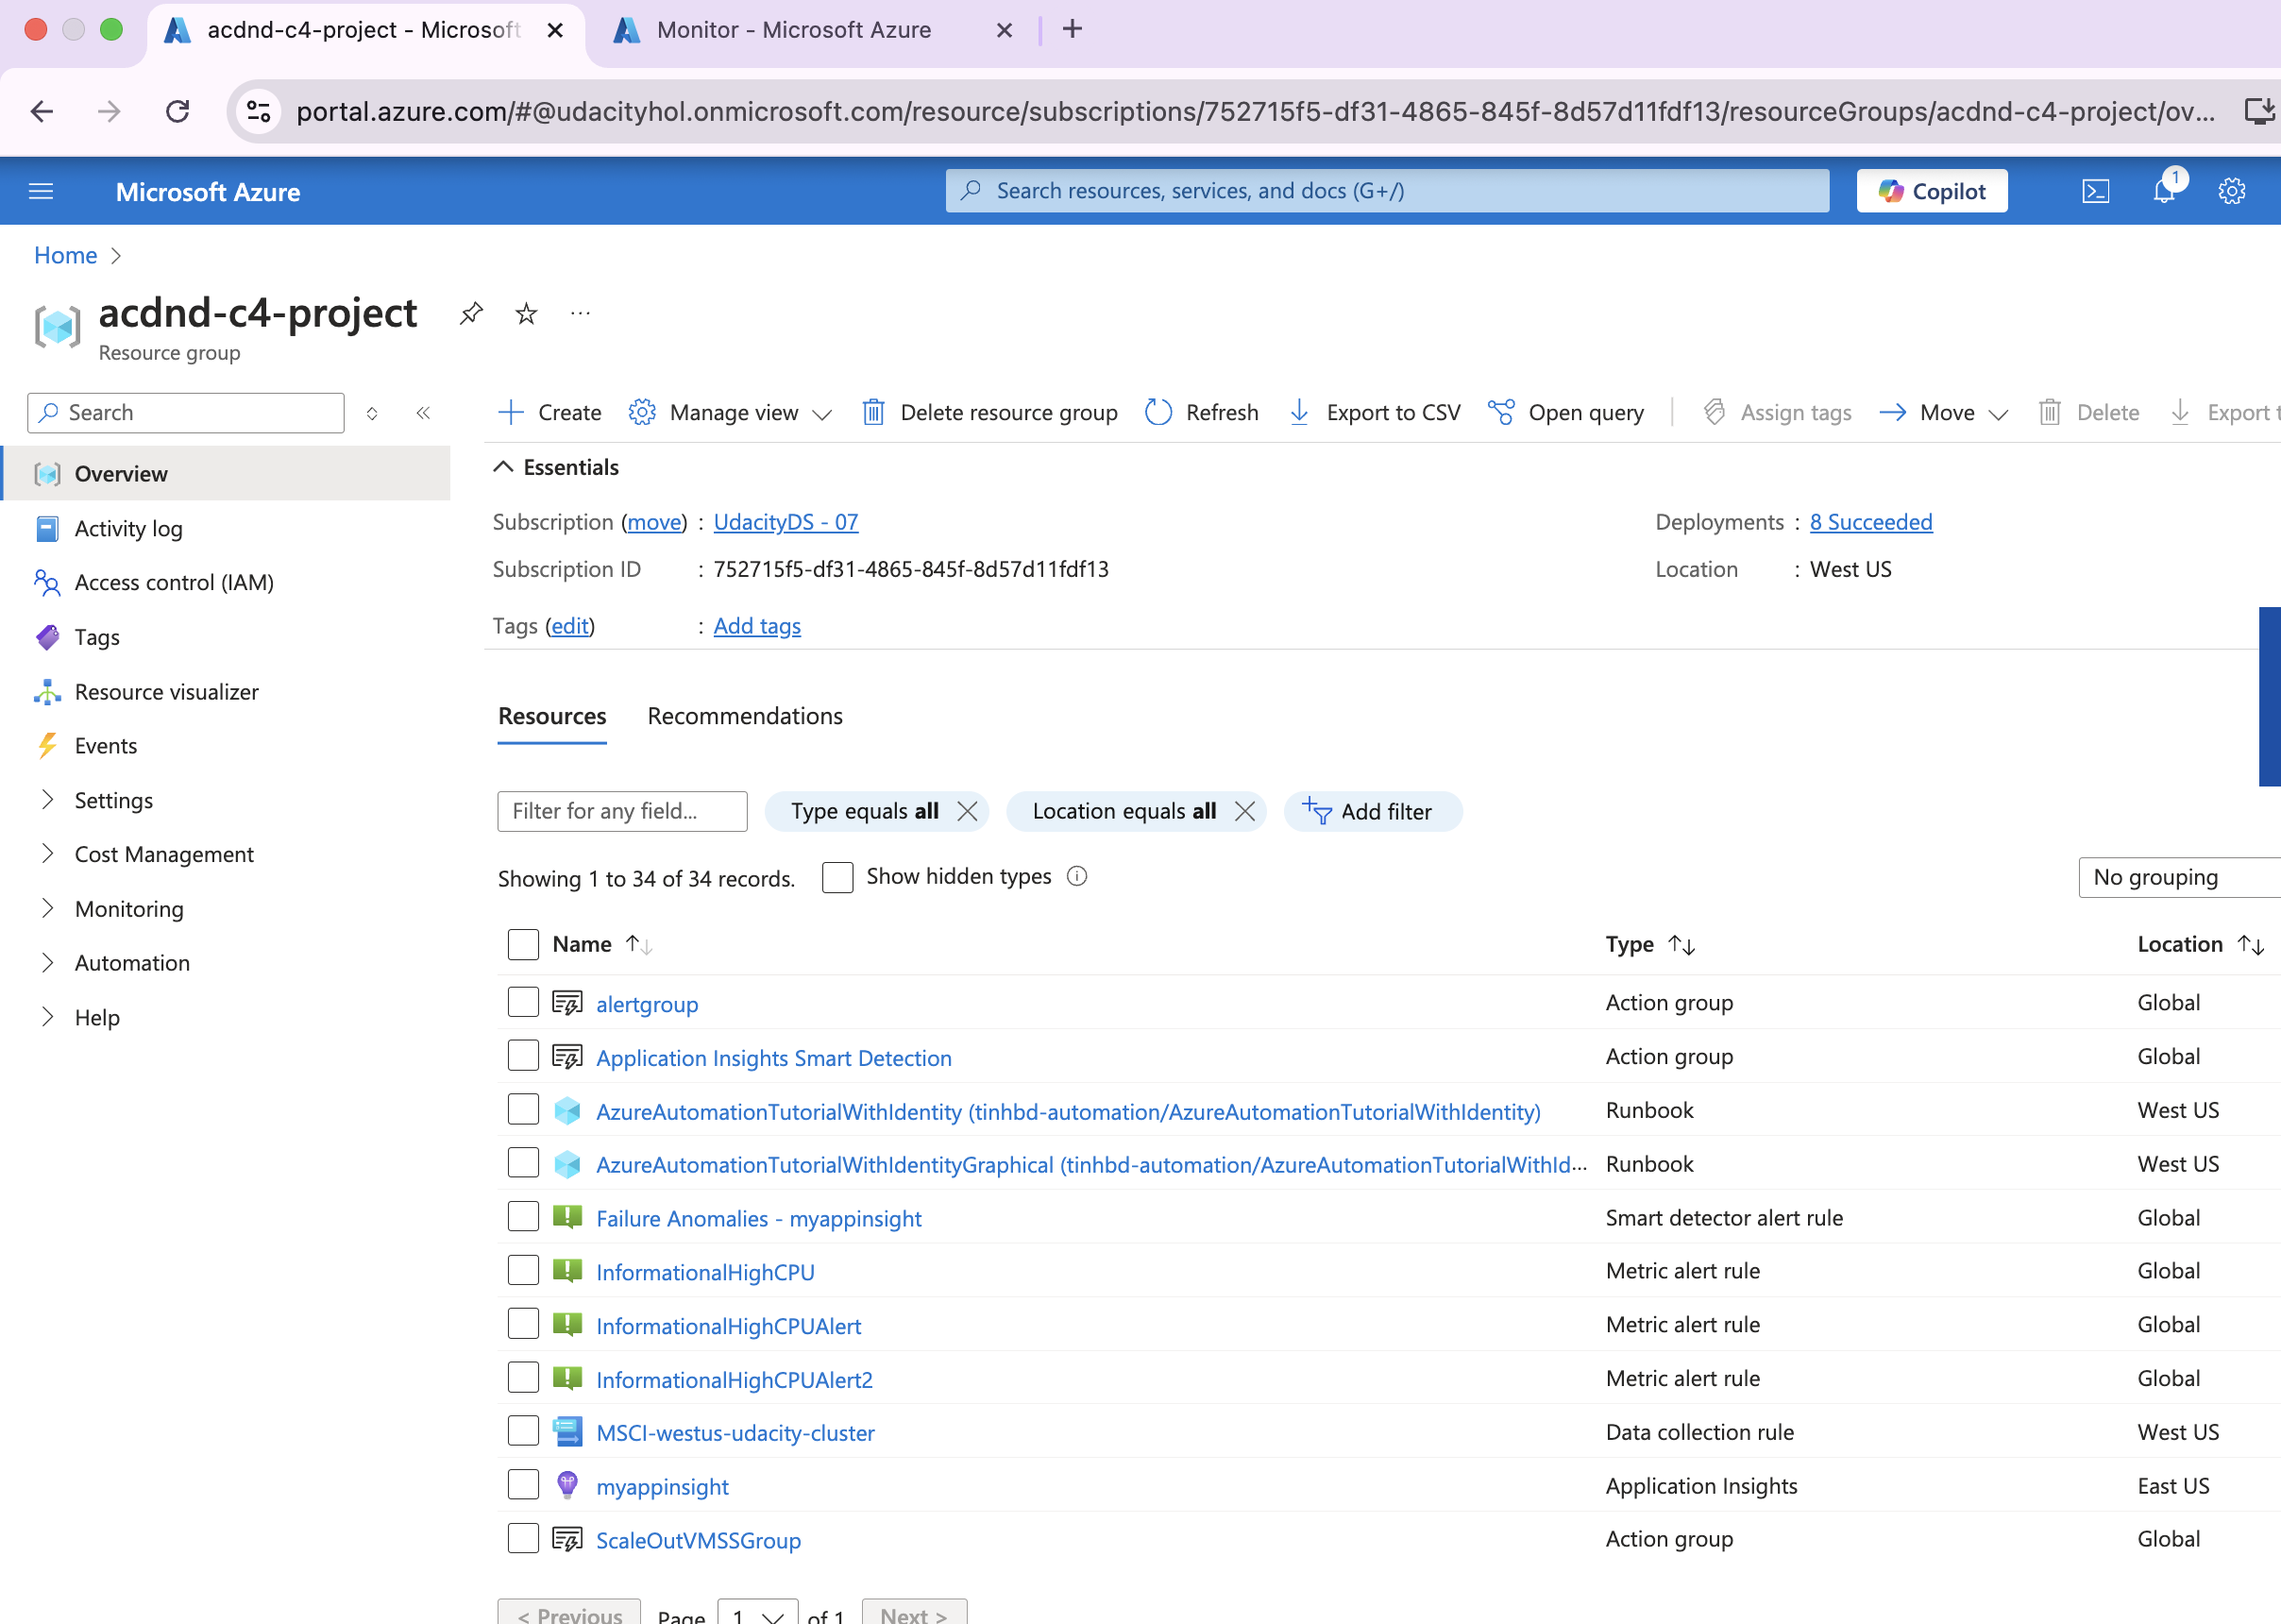 acdnd-c4-project - Microsoft
Monitor - Microsoft Azure
portal.azure.com/#@udacityhol.onmicrosoft.com/resource/subscriptions/752715f5-df31-4865-845f-8d57d11fdf13/resourceGroups/acdnd-c4-project/ov...
Microsoft Azure
Search resources, services, and docs (G+/)
Copilot
1
Home >
acdnd-c4-project
...
Resource group
Search
Create
Manage view
Delete resource group
Refresh
Export to CSV
Open query
Assign tags
Move
Delete
Export t
Overview
Activity log
Access control (IAM)
Tags
Resource visualizer
Events
Settings
Cost Management
Monitoring
Automation
Help
Essentials
Subscription (move) : UdacityDS - 07
Deployments : 8 Succeeded
Subscription ID : 752715f5-df31-4865-845f-8d57d11fdf13
Location : West US
Tags (edit) : Add tags
Resources
Recommendations
Filter for any field...
Type equals all
Location equals all
Add filter
Showing 1 to 34 of 34 records.
Show hidden types
No grouping
Name Type Location
alertgroup Action group Global
Application Insights Smart Detection Action group Global
AzureAutomationTutorialWithIdentity (tinhbd-automation/AzureAutomationTutorialWithIdentity) Runbook West US
AzureAutomationTutorialWithIdentityGraphical (tinhbd-automation/AzureAutomationTutorialWithId... Runbook West US
Failure Anomalies - myappinsight Smart detector alert rule Global
InformationalHighCPU Metric alert rule Global
InformationalHighCPUAlert Metric alert rule Global
InformationalHighCPUAlert2 Metric alert rule Global
MSCI-westus-udacity-cluster Data collection rule West US
myappinsight Application Insights East US
ScaleOutVMSSGroup Action group Global
< Previous
Page 1 of 1
Next >